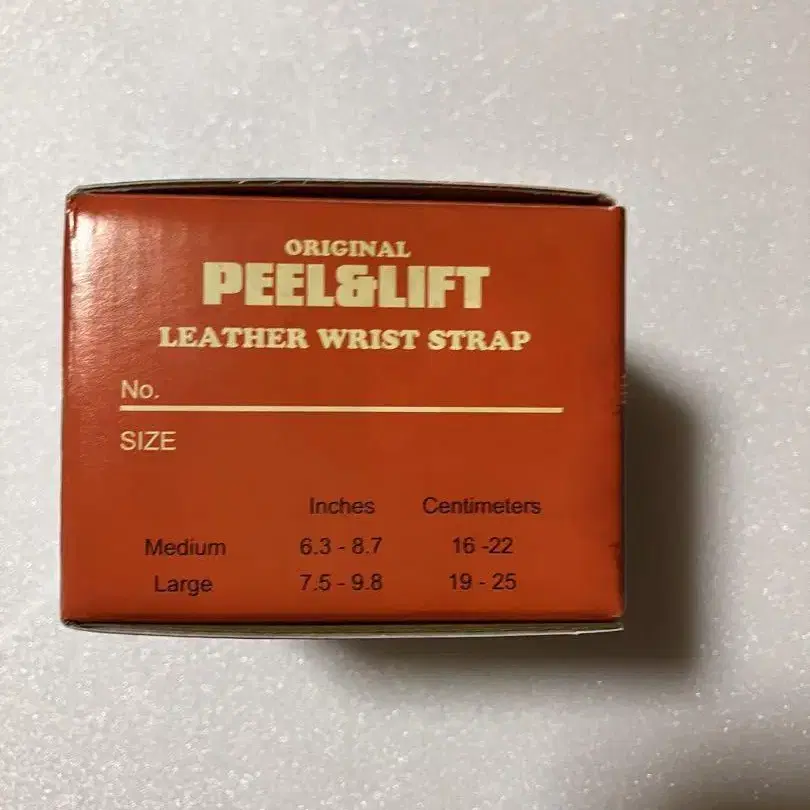 ORIGINAL
PEEL&LIFT
LEATHER WRIST STRAP
No.
SIZE
Inches Centimeters
Medium 6.3 - 8.7 16 -22
Large 7.5 - 9.8 19 - 25